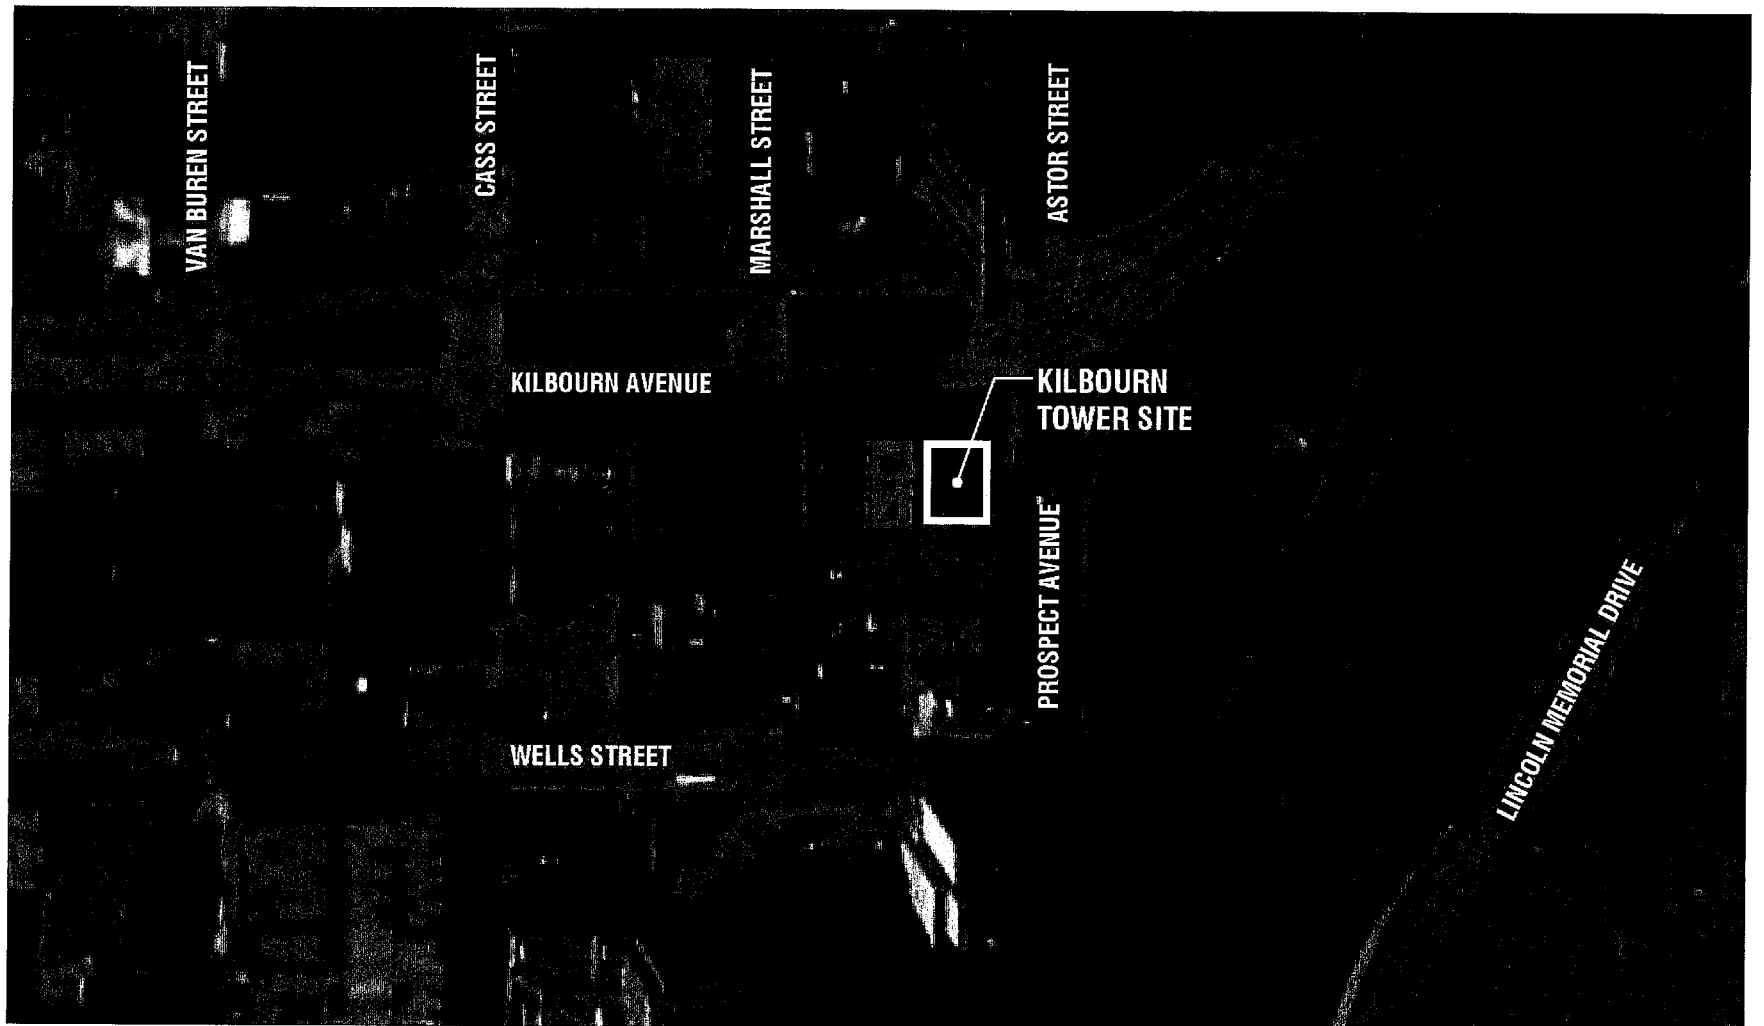 VAN BUREN STREET
CASS STREET
MARSHALL STREET
ASTOR STREET
KILBOURN AVENUE
KILBOURN
TOWER SITE
PROSPECT AVENUE
WELLS STREET
LINCOLN MEMORIAL DRIVE